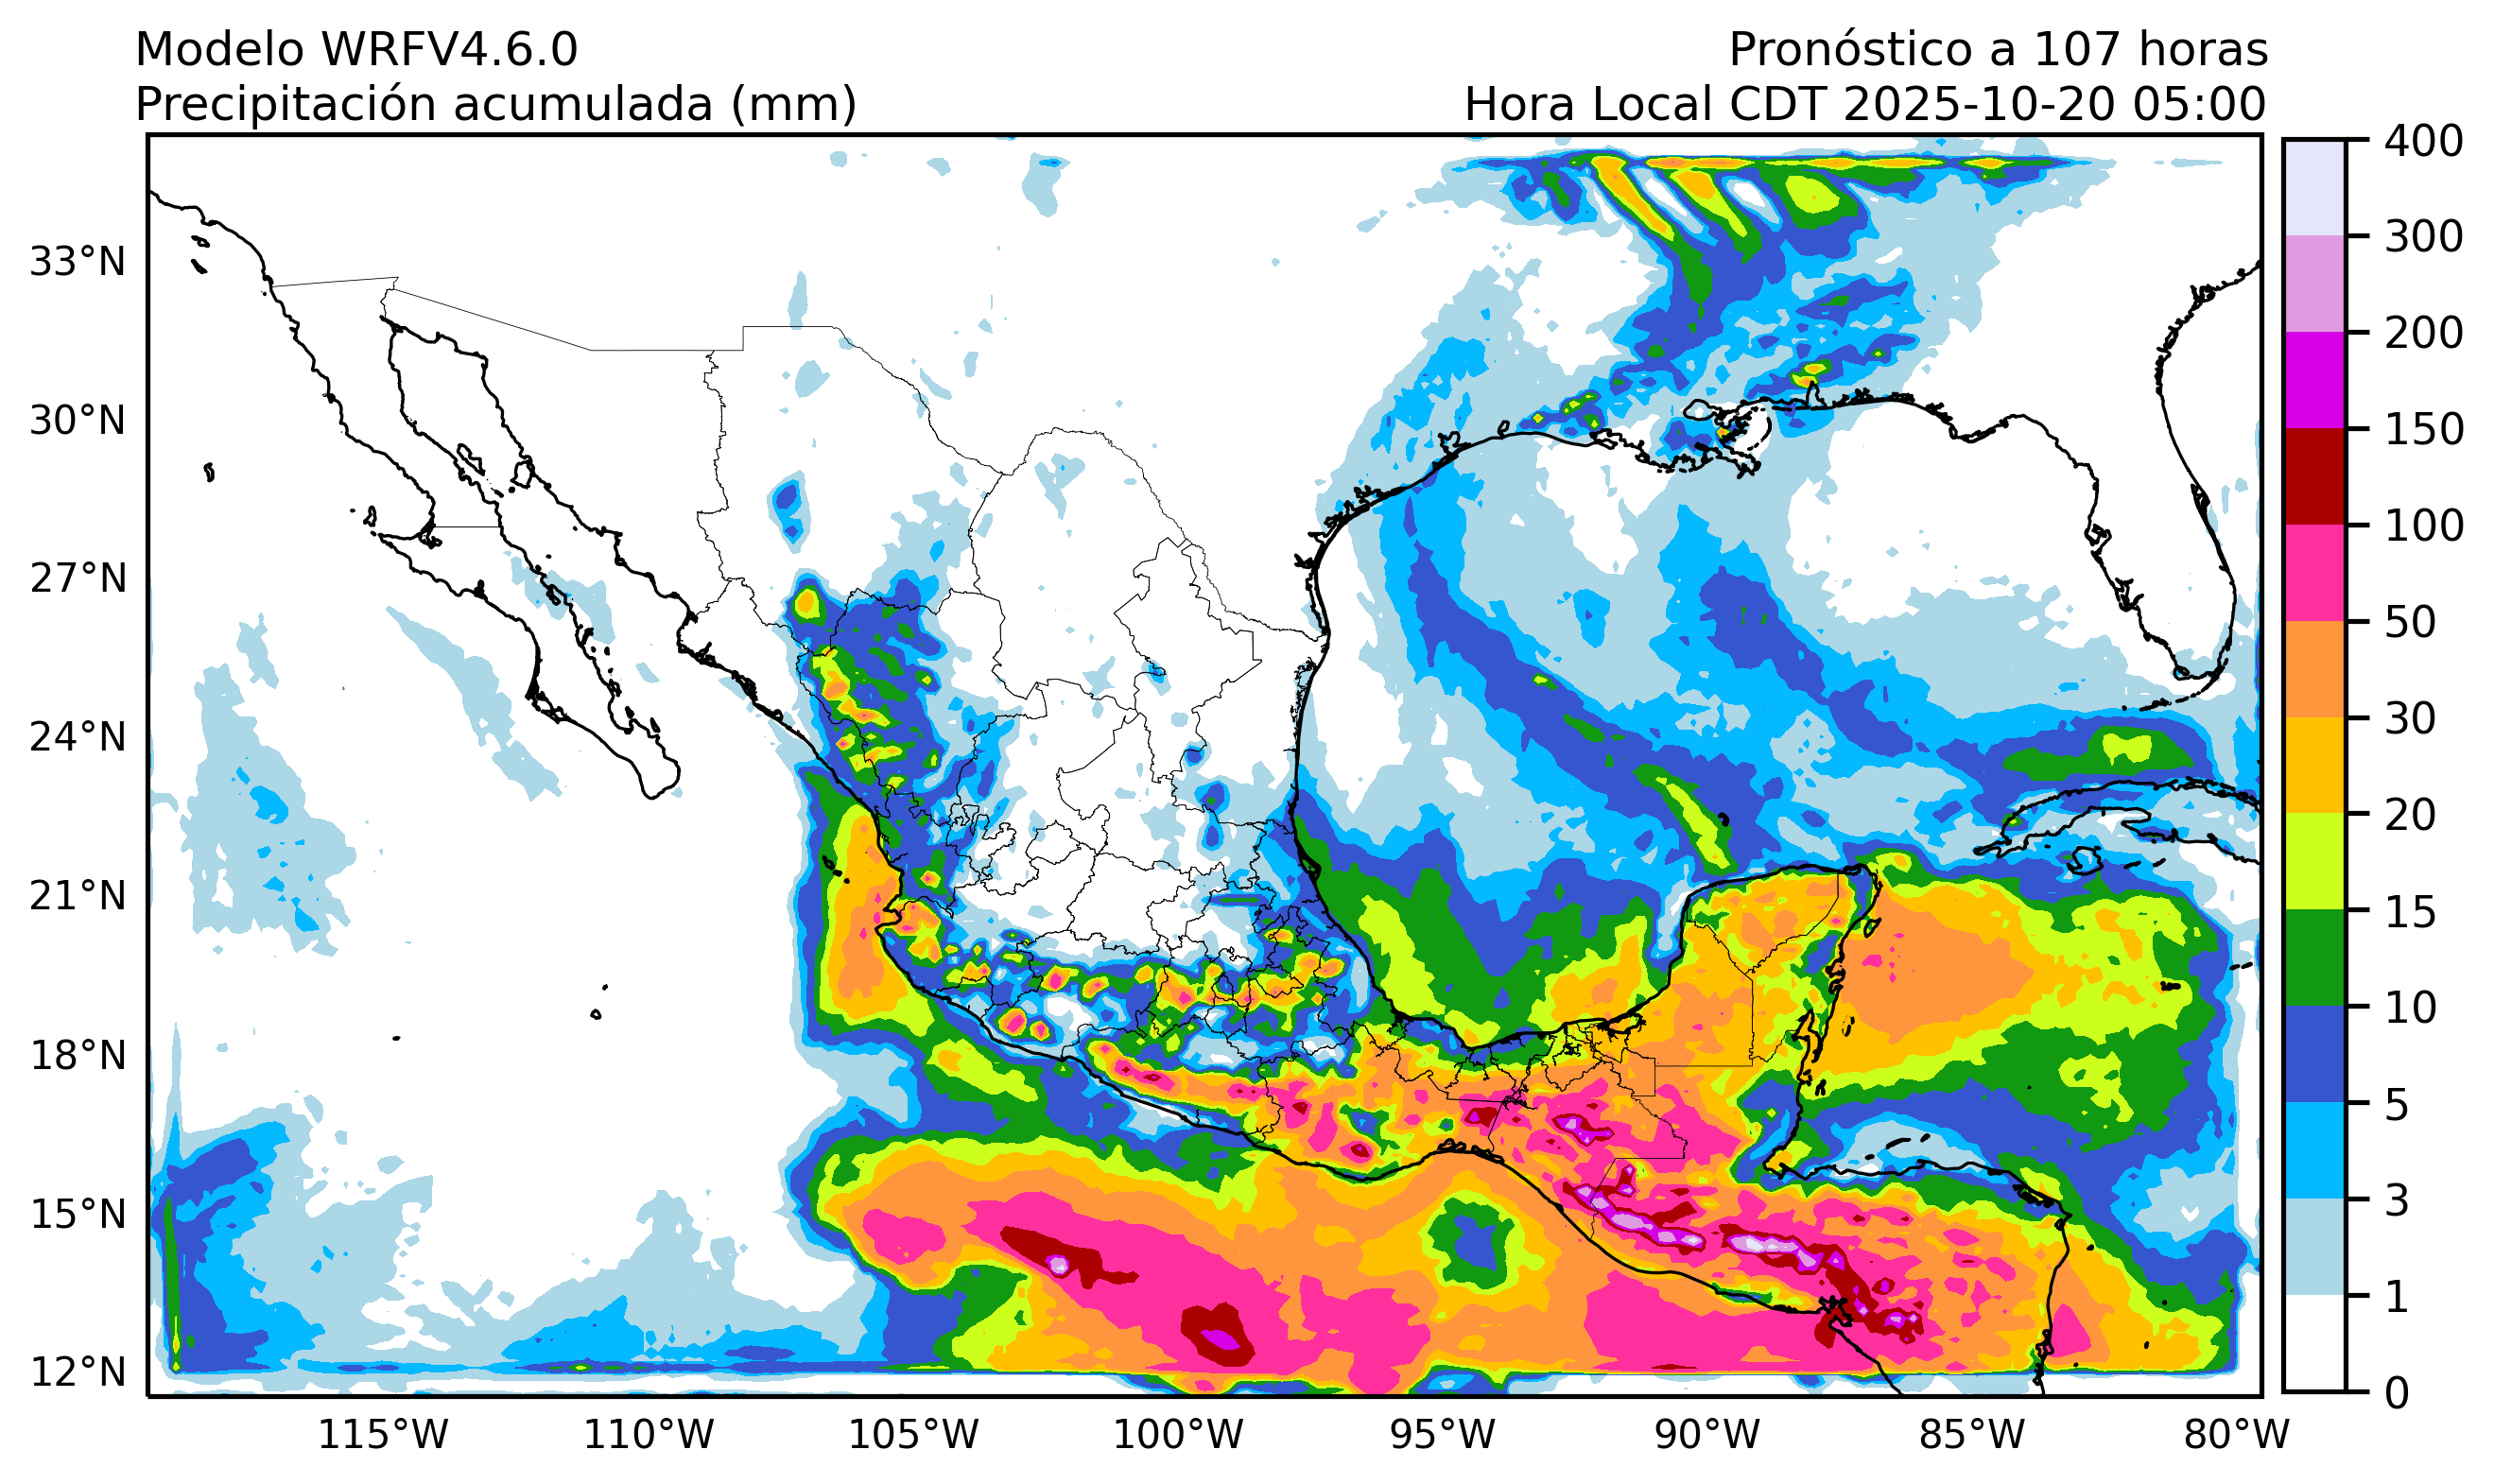 Modelo WRFV4.6.0
Pronóstico a 107 horas
Precipitación acumulada (mm)
Hora Local CDT 2025-10-20 05:00
33°N
30°N
27°N
24°N
21°N
18°N
15°N
12°N
115°W
110°W
105°W
100°W
95°W
90°W
85°W
80°W
400
300
200
150
100
50
30
20
15
10
5
3
1
0